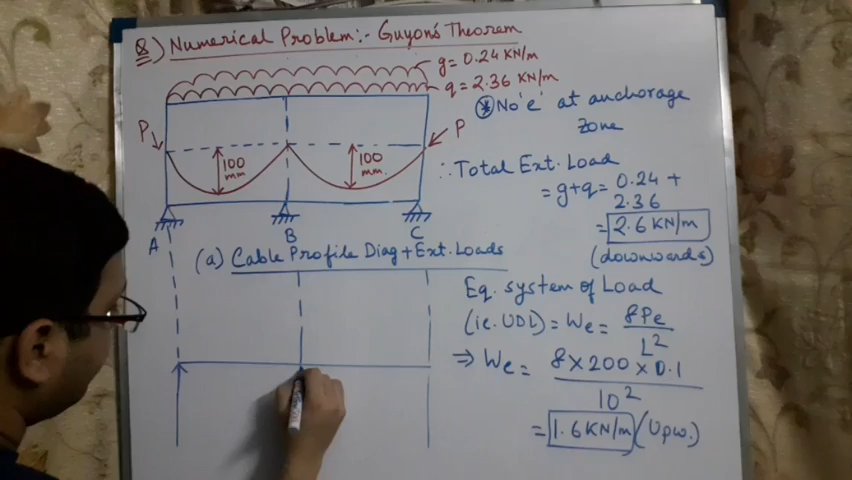 Q) Numerical Problem:- Guyon's Theorem
g = 0.24 KN/m
q = 2.36 KN/m
P
100
mm
100
mm.
P
A
B
C
(a) Cable Profile Diag + Ext. Loads
* No 'e' at anchorage
zone
∴ Total Ext. Load
= g+q = 0.24 +
2.36
= 2.6 KN/m
(downwards)
Eq. system of Load
(ie. UDL) = We = 8Pe
L²
⇒ We = 8 × 200 × 0.1
10²
= 1.6 KN/m (Upw.)